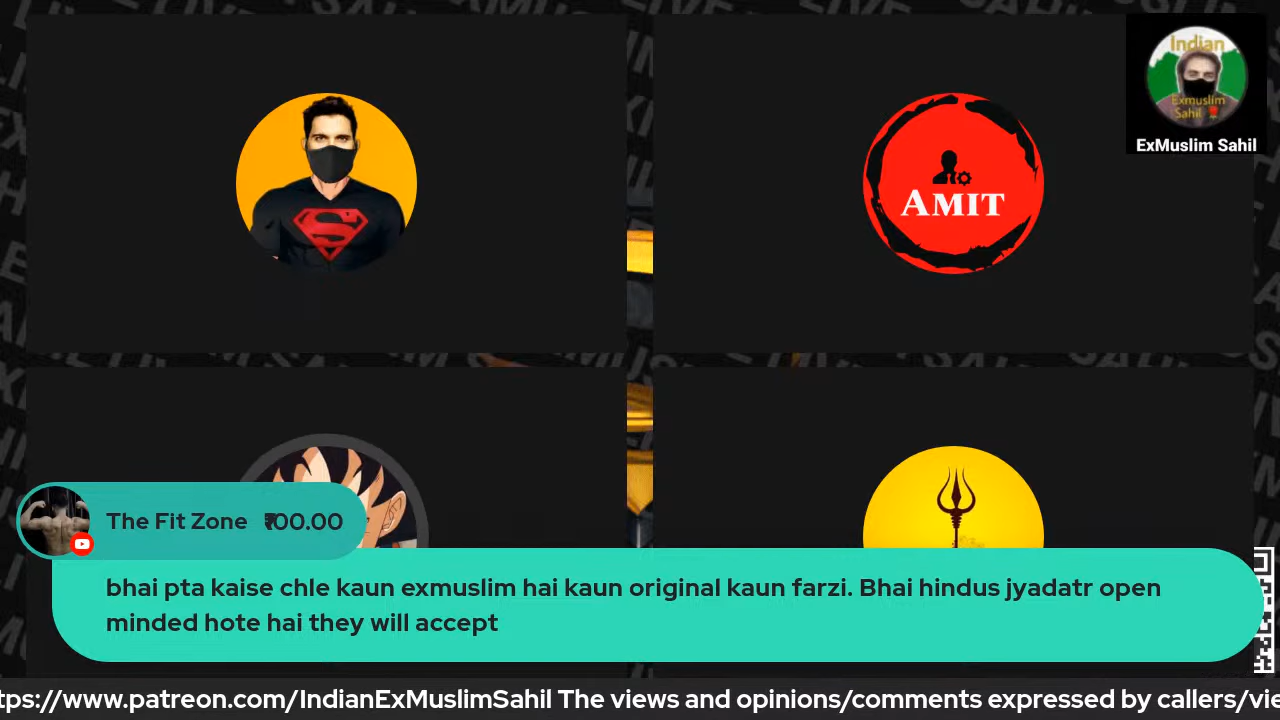 Indian
Exmuslim
Sahil
ExMuslim Sahil
AMIT
The Fit Zone ₹100.00
bhai pta kaise chle kaun exmuslim hai kaun original kaun farzi. Bhai hindus jyadatr open
minded hote hai they will accept
tps://www.patreon.com/IndianExMuslimSahil The views and opinions/comments expressed by callers/vie